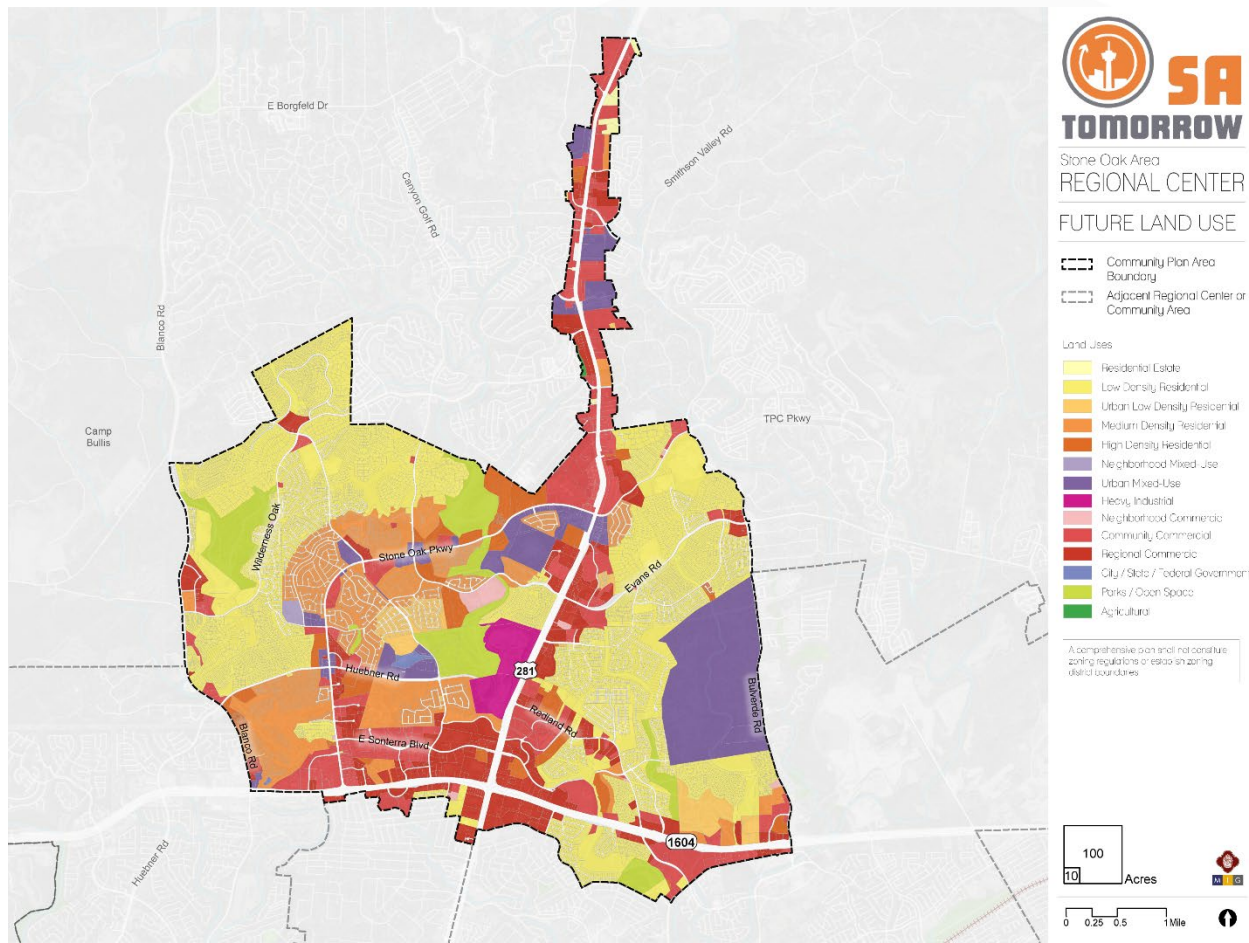 SA
TOMORROW
Stone Oak Area
REGIONAL CENTER
FUTURE LAND USE
Community Plan Area
Boundary
Adjacent Regional Center or
Community Area
Land Uses
Residential Estate
Low Density Residential
Urban Low Density Residential
Medium Density Residential
High Density Residential
Neighborhood Mixed-Use
Urban Mixed-Use
Heavy Industrial
Neighborhood Commercial
Community Commercial
Regional Commercial
City / State / Federal Government
Parks / Open Space
Agricultural
A comprehensive plan shall not constitute
zoning regulations or establish zoning
district boundaries
100
10
Acres
M I G
0 0.25 0.5 1 Mile
E Borgfeld Dr
Canyon Golf Rd
Smithson Valley Rd
Blanco Rd
Camp
Bullis
TPC Pkwy
Wilderness Oak
Stone Oak Pkwy
Evans Rd
Huebner Rd
281
Redland Rd
Bulverde Rd
Blanco Rd
E Sonterra Blvd
1604
Huebner Rd